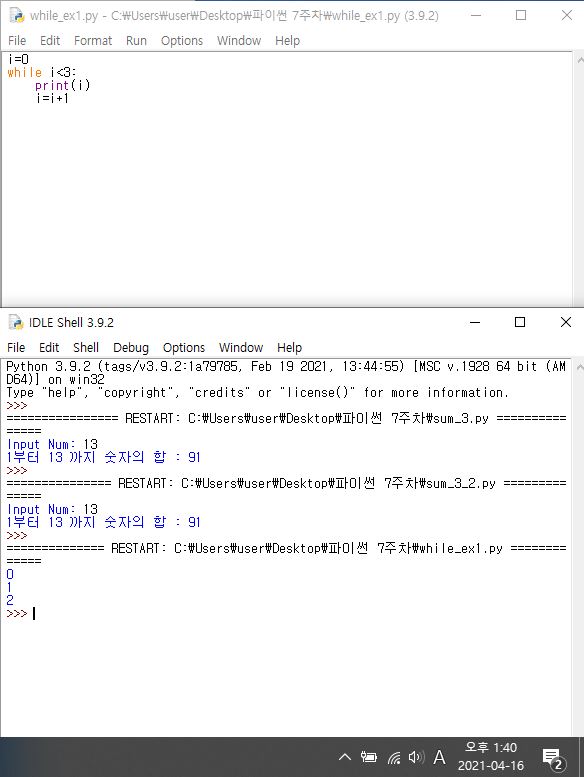 while_ex1.py - C:₩Users₩user₩Desktop₩파이썬 7주차₩while_ex1.py (3.9.2)
File Edit Format Run Options Window Help
i=0
while i<3:
    print(i)
    i=i+1
IDLE Shell 3.9.2
File Edit Shell Debug Options Window Help
Python 3.9.2 (tags/v3.9.2:1a79785, Feb 19 2021, 13:44:55) [MSC v.1928 64 bit (AM
D64)] on win32
Type "help", "copyright", "credits" or "license()" for more information.
>>>
================ RESTART: C:₩Users₩user₩Desktop₩파이썬 7주차₩sum_3.py ==========
=====
Input Num: 13
1부터 13 까지 숫자의 합 : 91
>>>
=============== RESTART: C:₩Users₩user₩Desktop₩파이썬 7주차₩sum_3_2.py =========
=====
Input Num: 13
1부터 13 까지 숫자의 합 : 91
>>>
============== RESTART: C:₩Users₩user₩Desktop₩파이썬 7주차₩while_ex1.py ========
=====
0
1
2
>>>
A
오후 1:40
2021-04-16
2